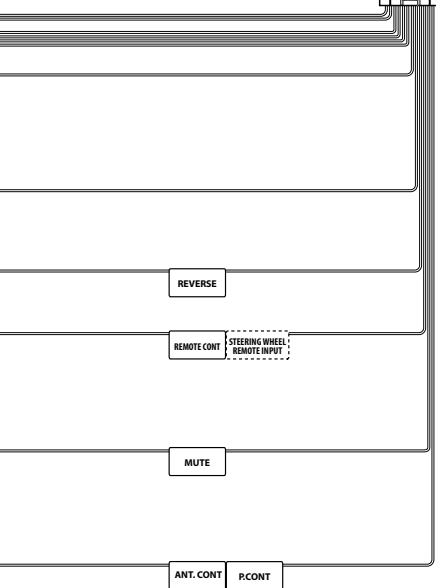 REVERSE
REMOTE CONT
STEERING WHEEL
REMOTE INPUT
MUTE
ANT. CONT
P.CONT